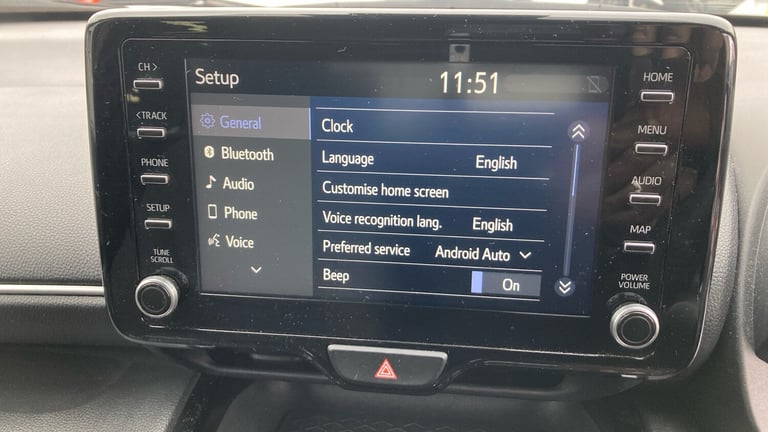 CH >
< TRACK
PHONE
SETUP
TUNE
SCROLL
Setup
11:51
General
Bluetooth
Audio
Phone
Voice
Clock
Language English
Customise home screen
Voice recognition lang. English
Preferred service Android Auto
Beep On
HOME
MENU
AUDIO
MAP
POWER
VOLUME